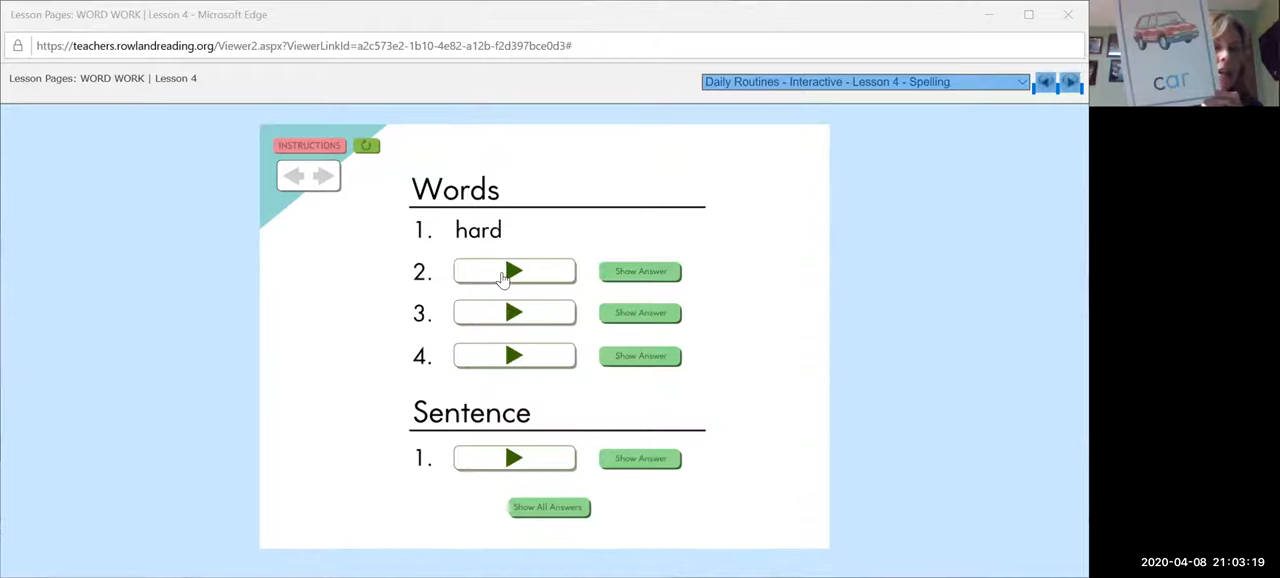 Lesson Pages: WORD WORK | Lesson 4 - Microsoft Edge
https://teachers.rowlandreading.org/Viewer2.aspx?ViewerLinkId=a2c573e2-1b10-4e82-a12b-f2d397bce0d3#
Lesson Pages: WORD WORK | Lesson 4
Daily Routines - Interactive - Lesson 4 - Spelling
car
INSTRUCTIONS
Words
1. hard
2. Show Answer
3. Show Answer
4. Show Answer
Sentence
1. Show Answer
Show All Answers
2020-04-08 21:03:19